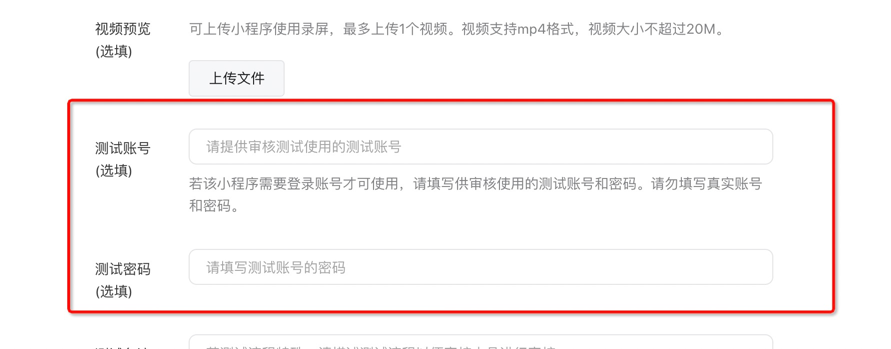 视频预览
(选填)
可上传小程序使用录屏，最多上传1个视频。视频支持mp4格式，视频大小不超过20M。
上传文件
测试账号
(选填)
请提供审核测试使用的测试账号
若该小程序需要登录账号才可使用，请填写供审核使用的测试账号和密码。请勿填写真实账号
和密码。
测试密码
(选填)
请填写测试账号的密码